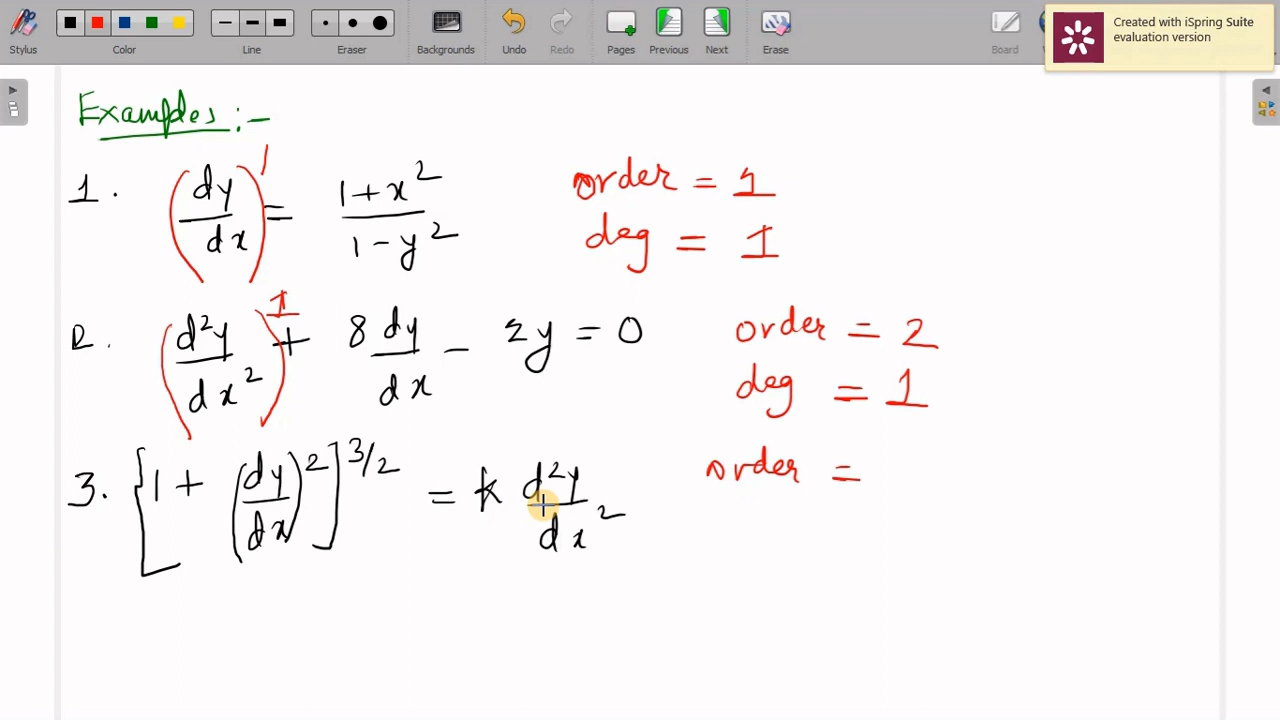 Stylus Color Line Eraser Backgrounds Undo Redo Pages Previous Next Erase Board
Created with iSpring Suite
evaluation version
Examples :-
1. (dy/dx)^1 = (1+x^2)/(1-y^2) order = 1
deg = 1
2. (d^2y/dx^2)^1 + 8 dy/dx - 2y = 0 order = 2
deg = 1
3. [1 + (dy/dx)^2]^3/2 = k d^2y/dx^2 order =